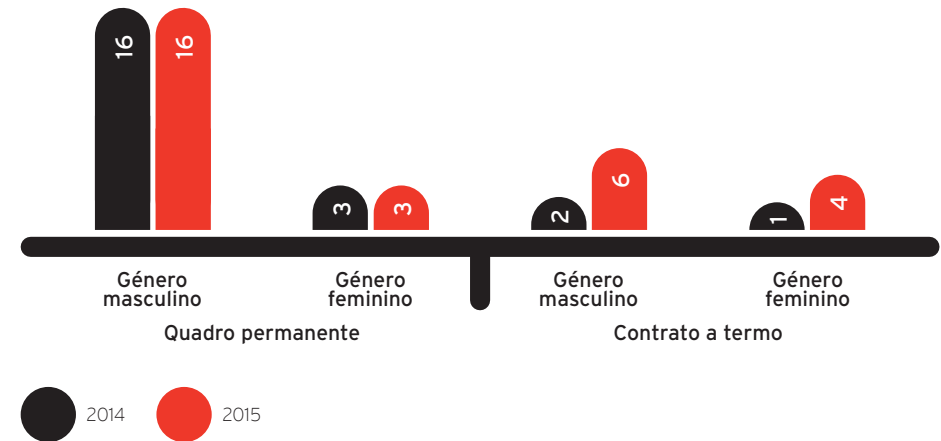 16
16
3
3
2
6
1
4
Género
masculino
Género
feminino
Género
masculino
Género
feminino
Quadro permanente
Contrato a termo
2014
2015